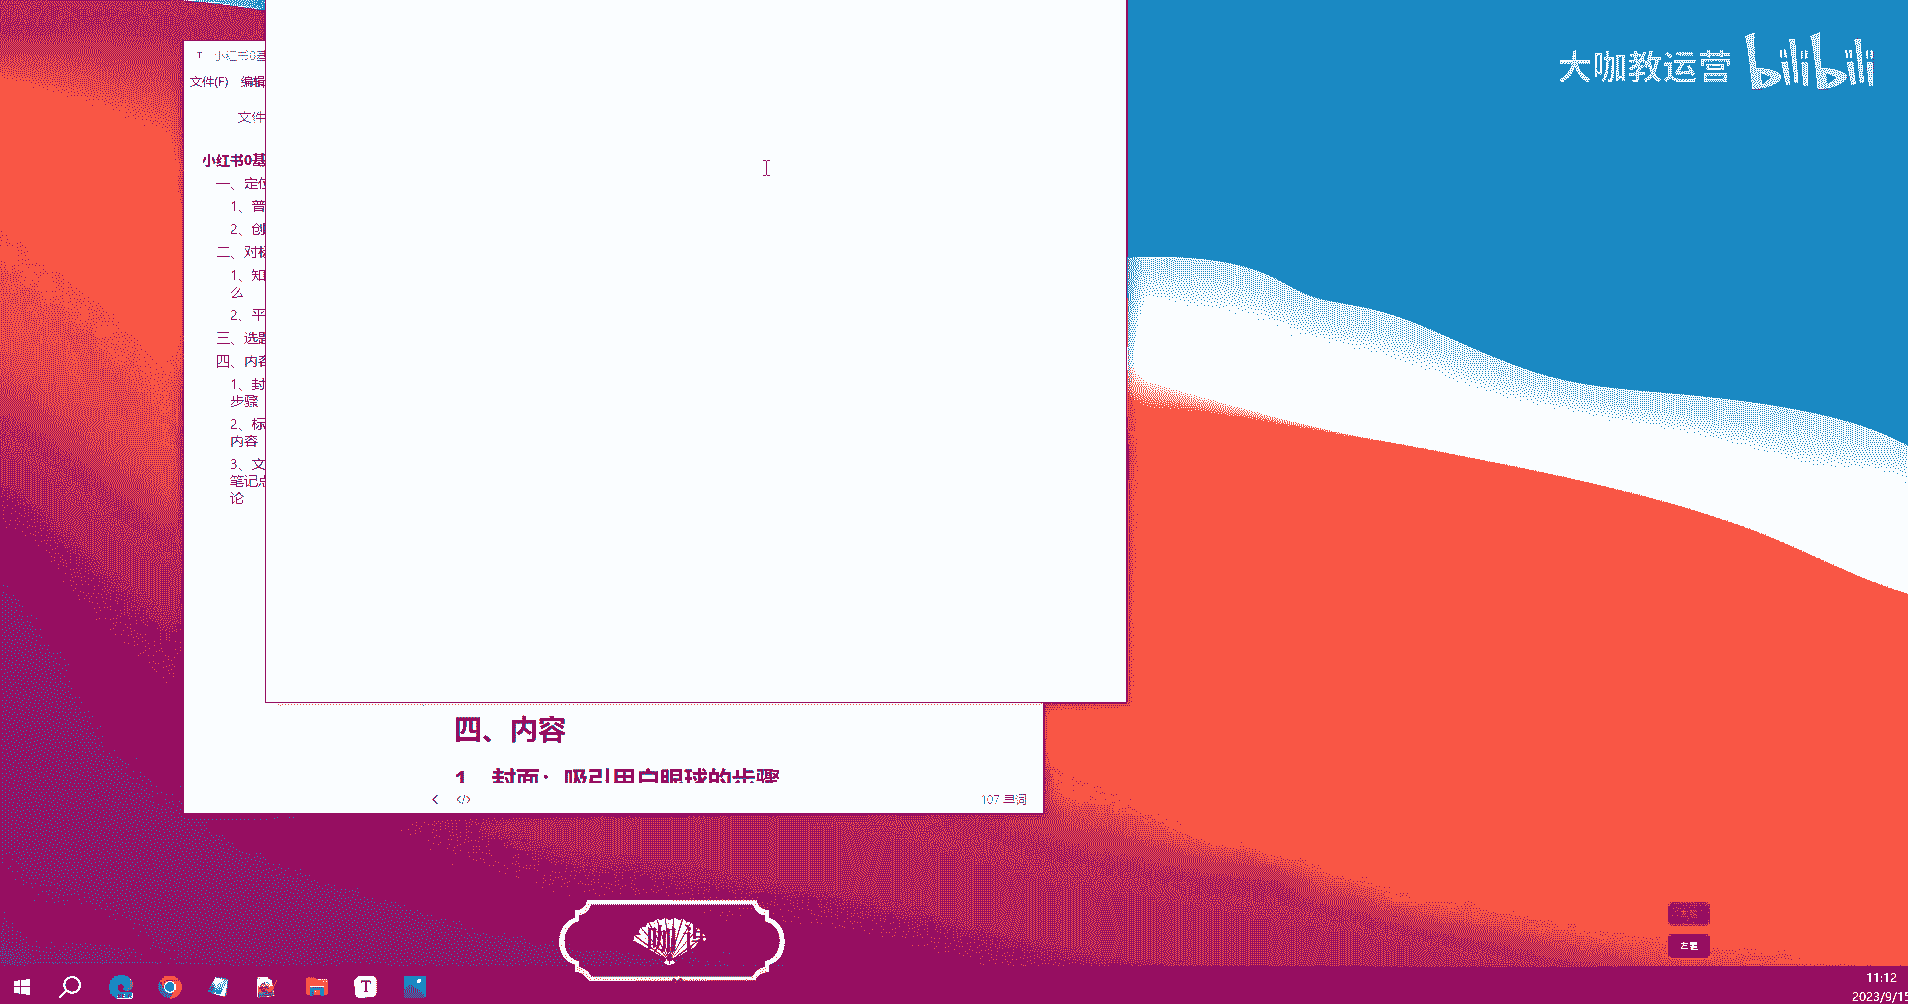 大咖教运营 bilibili
T 小红书0基
文件(F) 编辑
文件
小红书0基
一、定位
1、普
2、创
二、对标
1、知
么
2、平
三、选题
四、内容
1、封
步骤
2、标
内容
3、文
笔记点
论
四、内容
1、封面：吸引用户眼球的步骤
107 单词
左置
T
11:12
2023/9/15